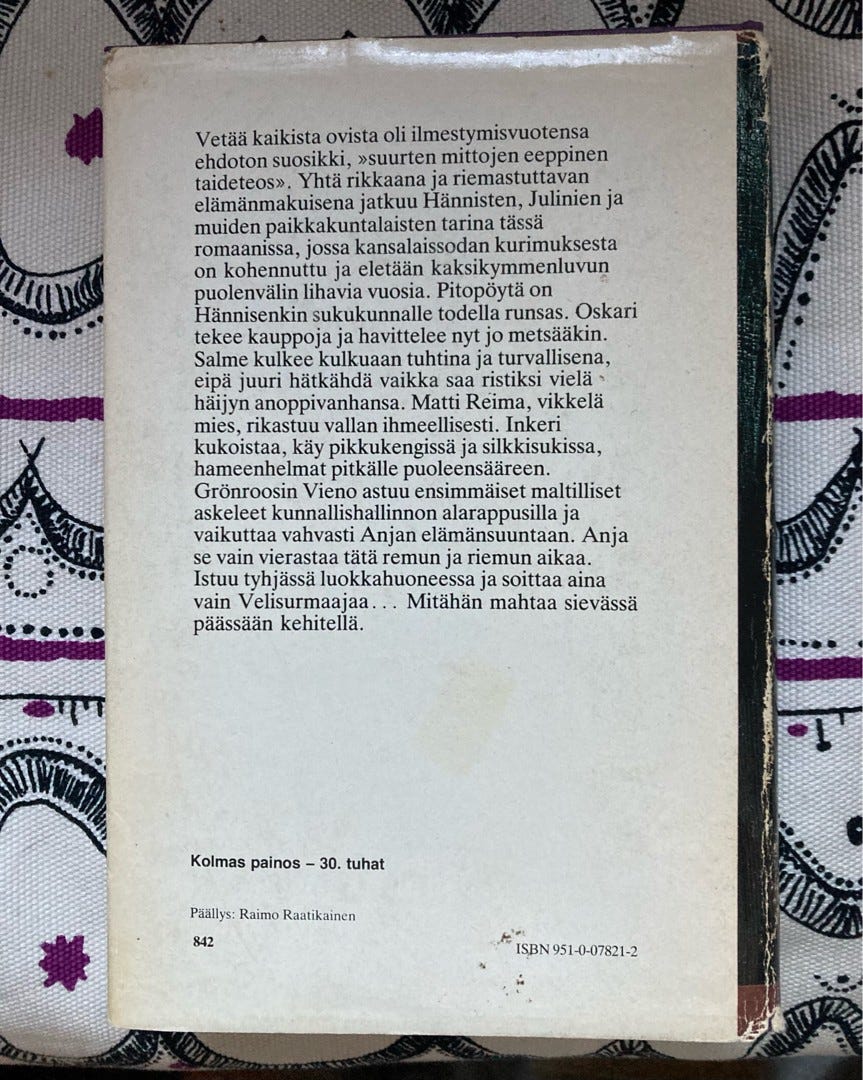 Vetää kaikista ovista oli ilmestymisvuotensa
ehdoton suosikki, »suurten mittojen eeppinen
taideteos». Yhtä rikkaana ja riemastuttavan
elämänmakuisena jatkuu Hännisten, Julinien ja
muiden paikkakuntalaisten tarina tässä
romaanissa, jossa kansalaissodan kurimuksesta
on kohennuttu ja eletään kaksikymmenluvun
puolenvälin lihavia vuosia. Pitopöytä on
Hännisenkin sukukunnalle todella runsas. Oskari
tekee kauppoja ja havittelee nyt jo metsääkin.
Salme kulkee kulkuaan tuhtina ja turvallisena,
eipä juuri hätkähdä vaikka saa ristiksi vielä
häijyn anoppivanhansa. Matti Reima, vikkelä
mies, rikastuu vallan ihmeellisesti. Inkeri
kukoistaa, käy pikkukengissä ja silkkisukissa,
hameenhelmat pitkälle puoleensääreen.
Grönroosin Vieno astuu ensimmäiset maltilliset
askeleet kunnallishallinnon alarappusilla ja
vaikuttaa vahvasti Anjan elämänsuuntaan. Anja
se vain vierastaa tätä remun ja riemun aikaa.
Istuu tyhjässä luokkahuoneessa ja soittaa aina
vain Velisurmaajaa... Mitähän mahtaa sievässä
päässään kehitellä.
Kolmas painos – 30. tuhat
Päällys: Raimo Raatikainen
842
ISBN 951-0-07821-2